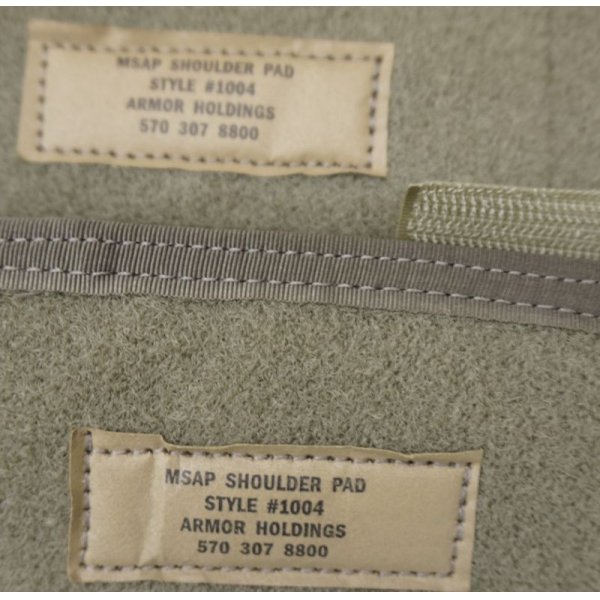 MSAP SHOULDER PAD
STYLE #1004
ARMOR HOLDINGS
570 307 8800
MSAP SHOULDER PAD
STYLE #1004
ARMOR HOLDINGS
570 307 8800